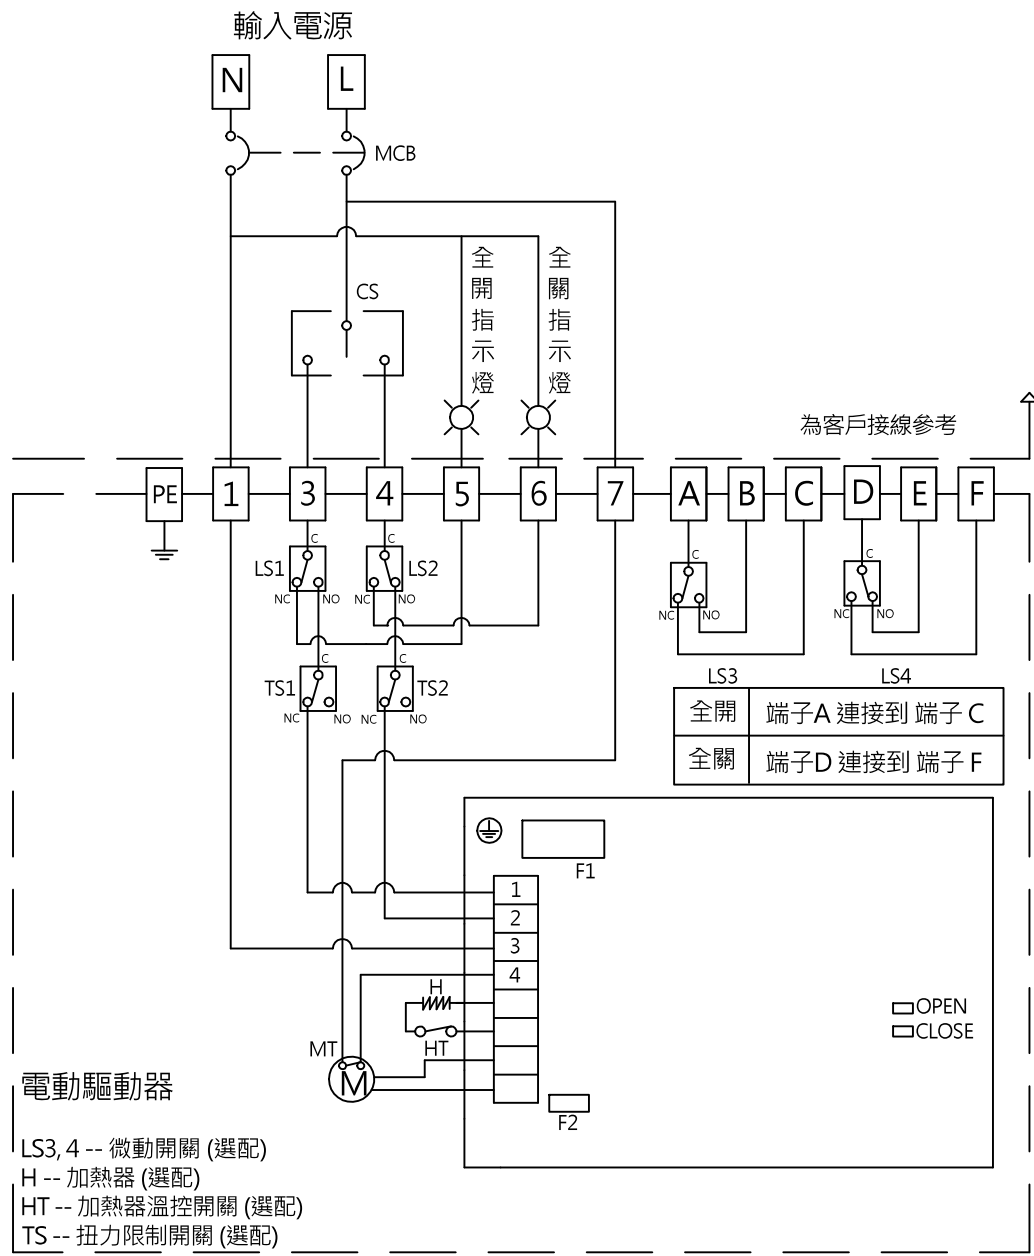 輸入電源
N L
MCB
CS
全開指示燈
全關指示燈
為客戶接線參考
PE 1 3 4 5 6 7 A B C D E F
LS1 C NC NO
LS2 C NC NO
C NC NO
C NC NO
TS1 C NC NO
TS2 C NC NO
LS3 LS4
全開 端子A 連接到 端子 C
全關 端子D 連接到 端子 F
F1
1
2
3
4
H
HT
MT
M
F2
OPEN
CLOSE
電動驅動器
LS3, 4 -- 微動開關 (選配)
H -- 加熱器 (選配)
HT -- 加熱器溫控開關 (選配)
TS -- 扭力限制開關 (選配)